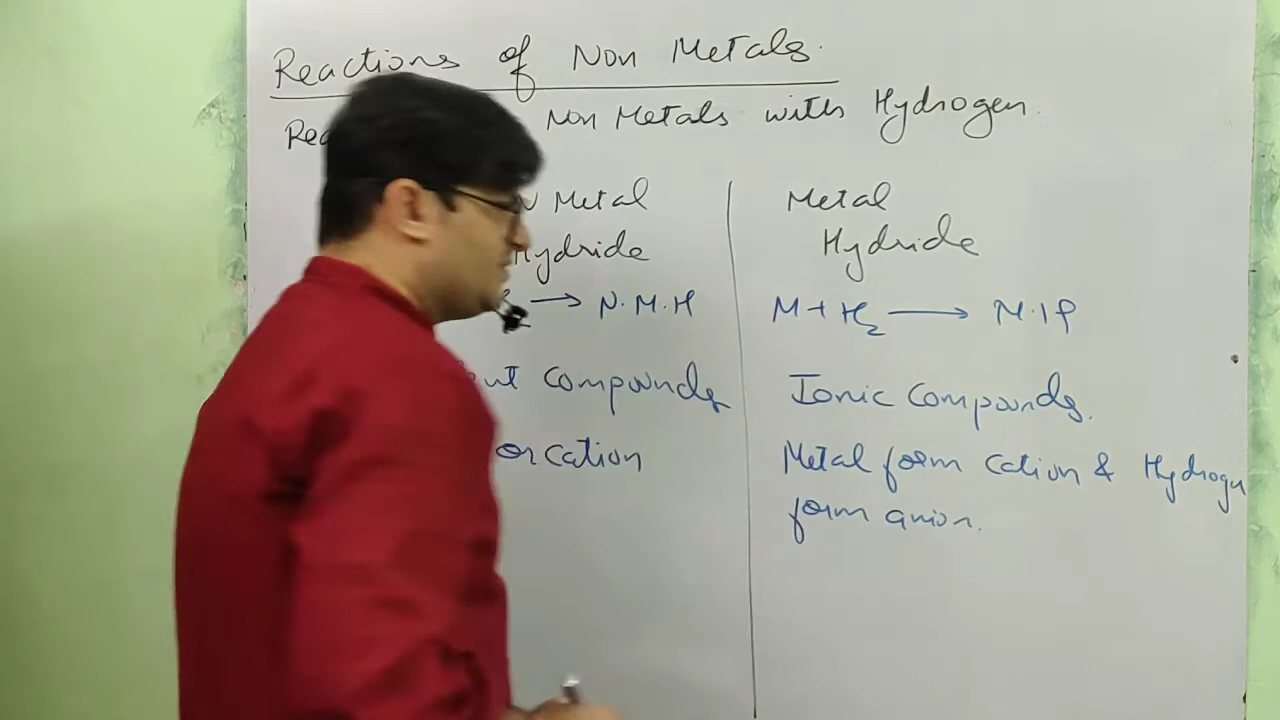 Reactions of Non Metals.
Non Metals with Hydrogen.
Metal
Hydride
→ N.M.H
Compounds
or cation
Metal
Hydride
M + H₂ → M.H
Ionic Compounds.
Metal form cation & Hydrogen
form anion.